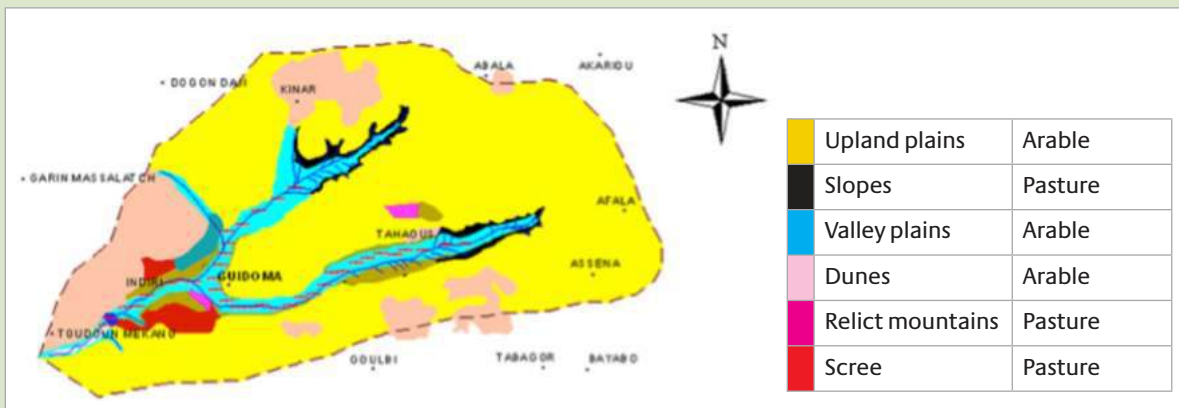 N
ABALA
AKARIOU
DOGON DAJI
KINAR
GARIN MASSALATCH
AFALA
TAHAOUS
ASSENA
INDIRI
GUIDOMA
TOUDOUN MEKANO
GOULBI
TABAGOR
BAYABO
Upland plains Arable
Slopes Pasture
Valley plains Arable
Dunes Arable
Relict mountains Pasture
Scree Pasture